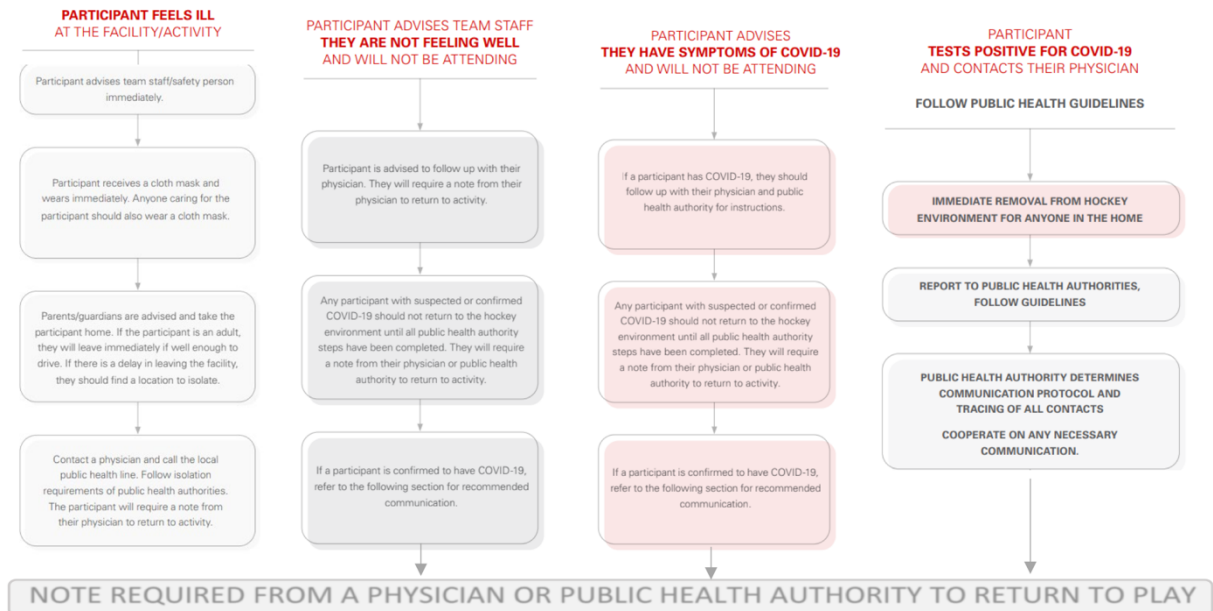 PARTICIPANT FEELS ILL
AT THE FACILITY/ACTIVITY
Participant advises team staff/safety person
immediately.
Participant receives a cloth mask and
wears immediately. Anyone caring for the
participant should also wear a cloth mask.
Parents/guardians are advised and take the
participant home. If the participant is an adult,
they will leave immediately if well enough to
drive. If there is a delay in leaving the facility,
they should find a location to isolate.
Contact a physician and call the local
public health line. Follow isolation
requirements of public health authorities.
The participant will require a note from
their physician to return to activity.
PARTICIPANT ADVISES TEAM STAFF
THEY ARE NOT FEELING WELL
AND WILL NOT BE ATTENDING
Participant is advised to follow up with their
physician. They will require a note from their
physician to return to activity.
Any participant with suspected or confirmed
COVID-19 should not return to the hockey
environment until all public health authority
steps have been completed. They will require
a note from their physician or public health
authority to return to activity.
If a participant is confirmed to have COVID-19,
refer to the following section for recommended
communication.
PARTICIPANT ADVISES
THEY HAVE SYMPTOMS OF COVID-19
AND WILL NOT BE ATTENDING
If a participant has COVID-19, they should
follow up with their physician and public
health authority for instructions.
Any participant with suspected or confirmed
COVID-19 should not return to the hockey
environment until all public health authority
steps have been completed. They will require
a note from their physician or public health
authority to return to activity.
If a participant is confirmed to have COVID-19,
refer to the following section for recommended
communication.
PARTICIPANT
TESTS POSITIVE FOR COVID-19
AND CONTACTS THEIR PHYSICIAN
FOLLOW PUBLIC HEALTH GUIDELINES
IMMEDIATE REMOVAL FROM HOCKEY
ENVIRONMENT FOR ANYONE IN THE HOME
REPORT TO PUBLIC HEALTH AUTHORITIES,
FOLLOW GUIDELINES
PUBLIC HEALTH AUTHORITY DETERMINES
COMMUNICATION PROTOCOL AND
TRACING OF ALL CONTACTS
COOPERATE ON ANY NECESSARY
COMMUNICATION.
NOTE REQUIRED FROM A PHYSICIAN OR PUBLIC HEALTH AUTHORITY TO RETURN TO PLAY